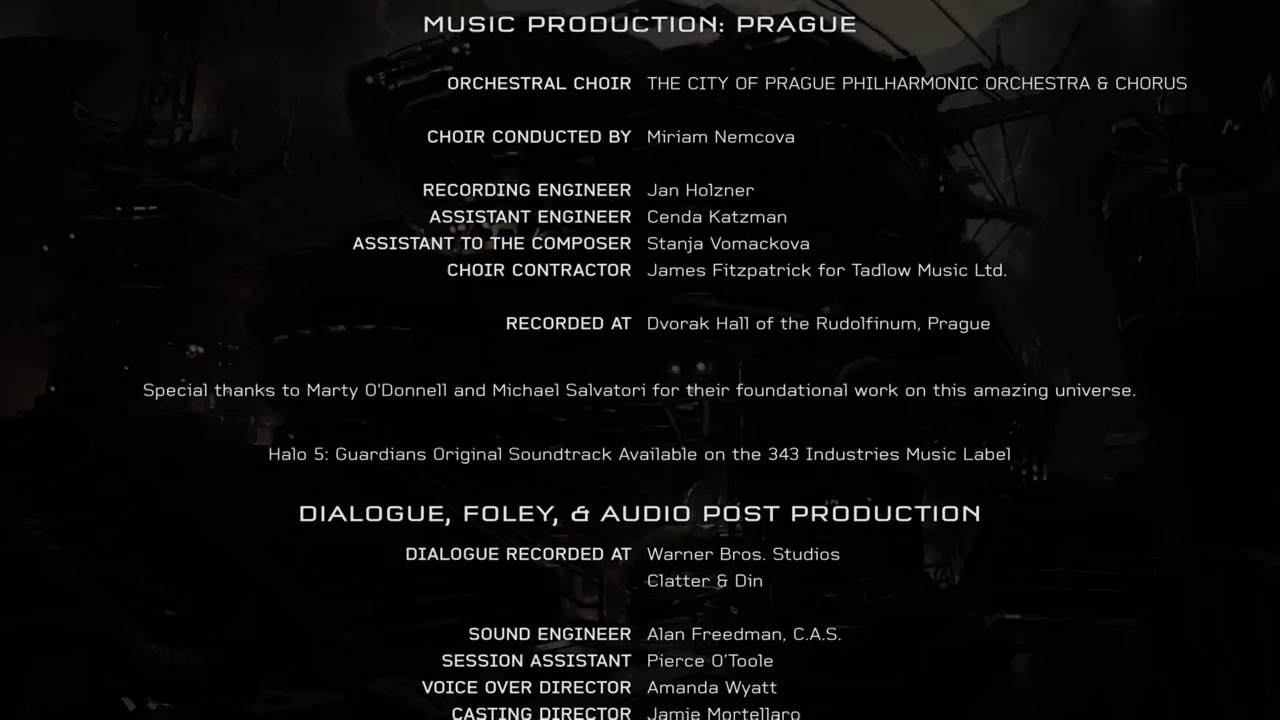 MUSIC PRODUCTION: PRAGUE
ORCHESTRAL CHOIR THE CITY OF PRAGUE PHILHARMONIC ORCHESTRA & CHORUS
CHOIR CONDUCTED BY Miriam Nemcova
RECORDING ENGINEER Jan Holzner
ASSISTANT ENGINEER Cenda Katzman
ASSISTANT TO THE COMPOSER Stanja Vomackova
CHOIR CONTRACTOR James Fitzpatrick for Tadlow Music Ltd.
RECORDED AT Dvorak Hall of the Rudolfinum, Prague
Special thanks to Marty O'Donnell and Michael Salvatori for their foundational work on this amazing universe.
Halo 5: Guardians Original Soundtrack Available on the 343 Industries Music Label
DIALOGUE, FOLEY, & AUDIO POST PRODUCTION
DIALOGUE RECORDED AT Warner Bros. Studios
Clatter & Din
SOUND ENGINEER Alan Freedman, C.A.S.
SESSION ASSISTANT Pierce O'Toole
VOICE OVER DIRECTOR Amanda Wyatt
CASTING DIRECTOR Jamie Mortellaro